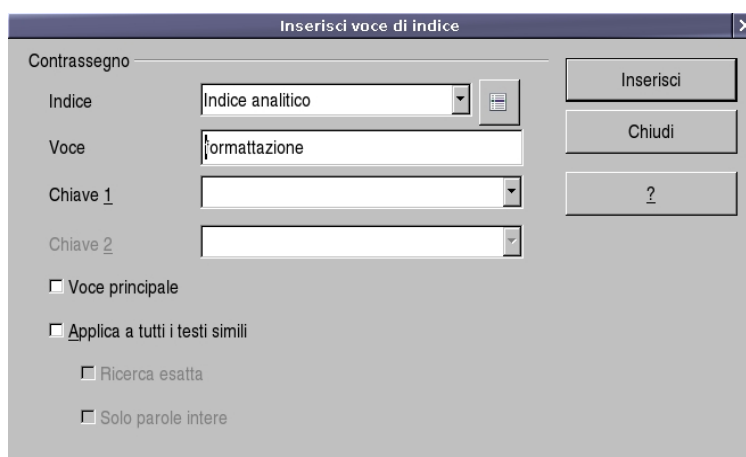 Inserisci voce di indice
Contrassegno
Indice
Indice analitico
Voce
formattazione
Chiave 1
Chiave 2
Voce principale
Applica a tutti i testi simili
Ricerca esatta
Solo parole intere
Inserisci
Chiudi
?